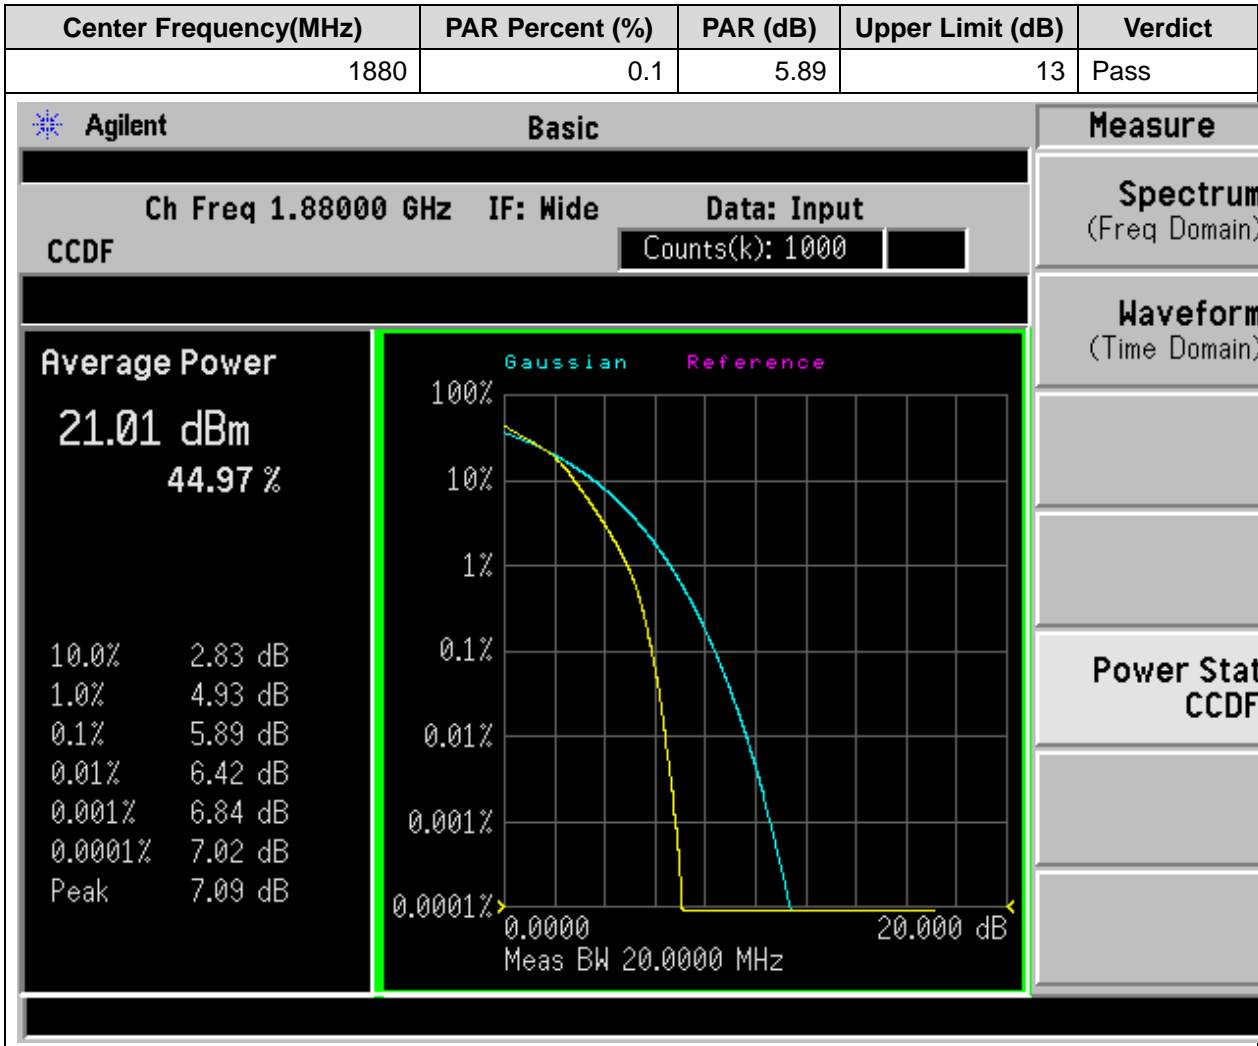 Center Frequency(MHz) PAR Percent (%) PAR (dB) Upper Limit (dB) Verdict
1880 0.1 5.89 13 Pass
Agilent Basic Measure
Ch Freq 1.88000 GHz IF: Wide Data: Input
CCDF Counts(k): 1000
Spectrum
(Freq Domain)
Waveform
(Time Domain)
Power Stat
CCDF
Average Power
21.01 dBm
44.97 %
10.0% 2.83 dB
1.0% 4.93 dB
0.1% 5.89 dB
0.01% 6.42 dB
0.001% 6.84 dB
0.0001% 7.02 dB
Peak 7.09 dB
Gaussian Reference
100%
10%
1%
0.1%
0.01%
0.001%
0.0001%
0.0000 20.000 dB
Meas BW 20.0000 MHz